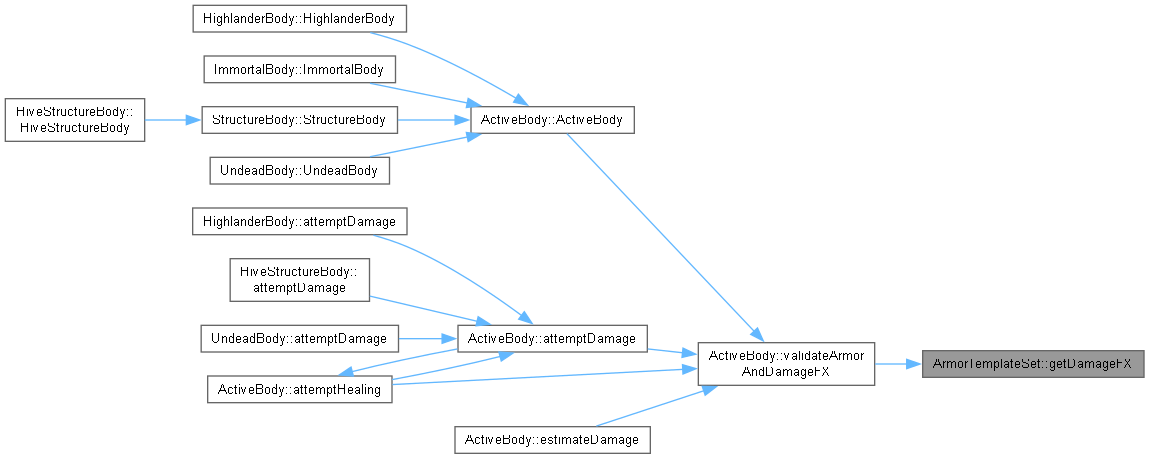 HighlanderBody::HighlanderBody
ImmortalBody::ImmortalBody
HiveStructureBody::
HiveStructureBody
StructureBody::StructureBody
ActiveBody::ActiveBody
UndeadBody::UndeadBody
HighlanderBody::attemptDamage
HiveStructureBody::
attemptDamage
UndeadBody::attemptDamage
ActiveBody::attemptDamage
ActiveBody::validateArmor
AndDamageFX
ArmorTemplateSet::getDamageFX
ActiveBody::attemptHealing
ActiveBody::estimateDamage